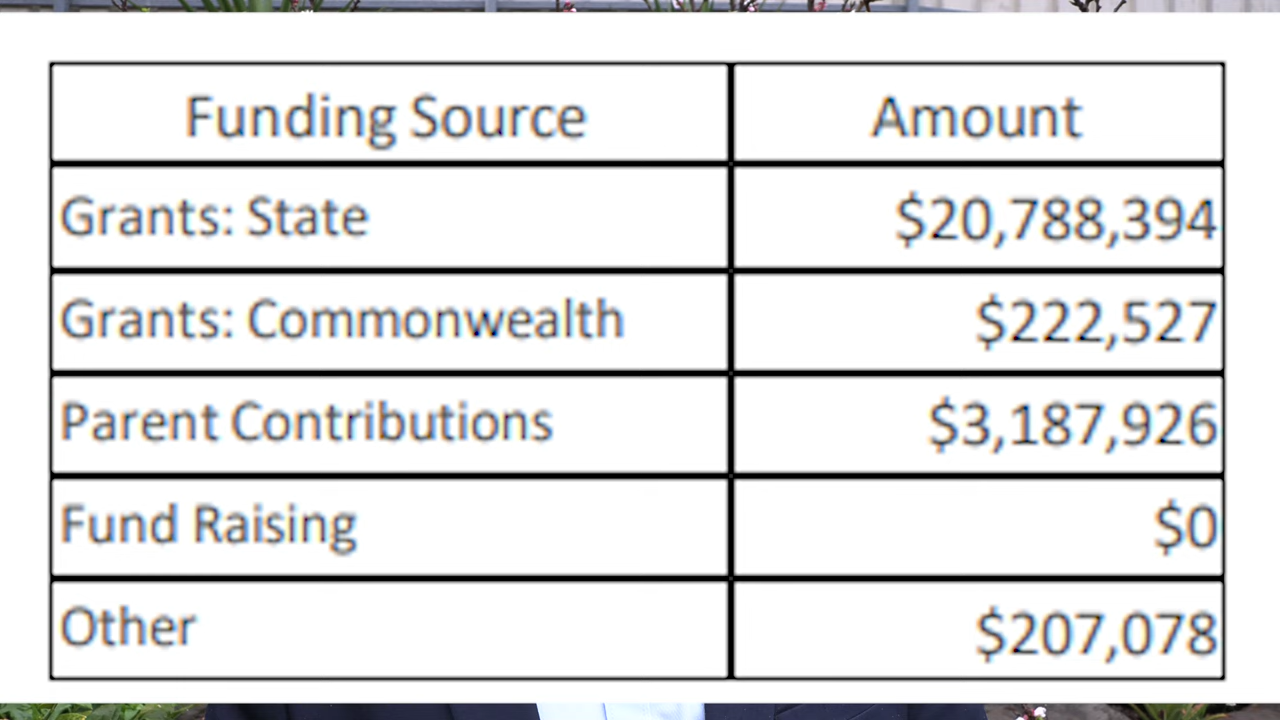 Funding Source Amount
Grants: State $20,788,394
Grants: Commonwealth $222,527
Parent Contributions $3,187,926
Fund Raising $0
Other $207,078